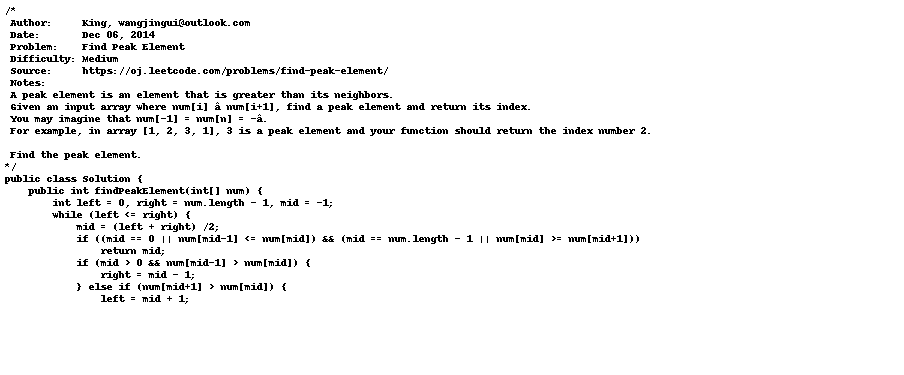 /*
 Author:     King, wangjingui@outlook.com
 Date:       Dec 06, 2014
 Problem:    Find Peak Element
 Difficulty: Medium
 Source:     https://oj.leetcode.com/problems/find-peak-element/
 Notes:
 A peak element is an element that is greater than its neighbors.
 Given an input array where num[i] â num[i+1], find a peak element and return its index.
 You may imagine that num[-1] = num[n] = -â.
 For example, in array [1, 2, 3, 1], 3 is a peak element and your function should return the index number 2.

 Find the peak element.
*/
public class Solution {
    public int findPeakElement(int[] num) {
        int left = 0, right = num.length - 1, mid = -1;
        while (left <= right) {
            mid = (left + right) /2;
            if ((mid == 0 || num[mid-1] <= num[mid]) && (mid == num.length - 1 || num[mid] >= num[mid+1]))
                return mid;
            if (mid > 0 && num[mid-1] > num[mid]) {
                right = mid - 1;
            } else if (num[mid+1] > num[mid]) {
                left = mid + 1;